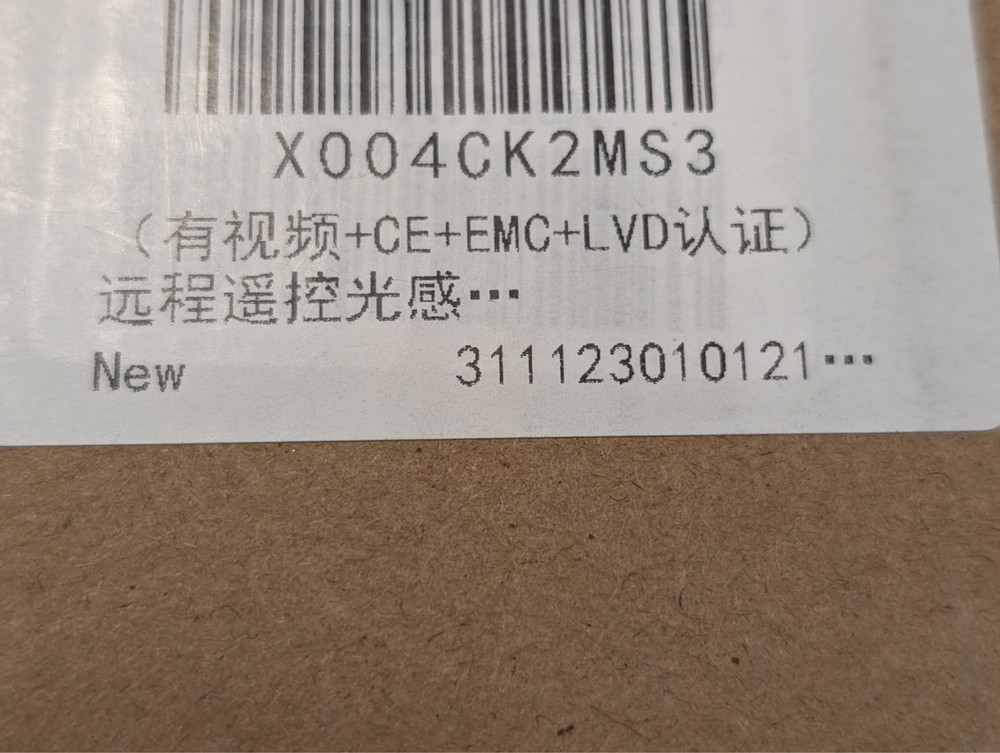 X004CK2MS3
（有视频+CE+EMC+LVD认证）
远程遥控光感…
New 311123010121…